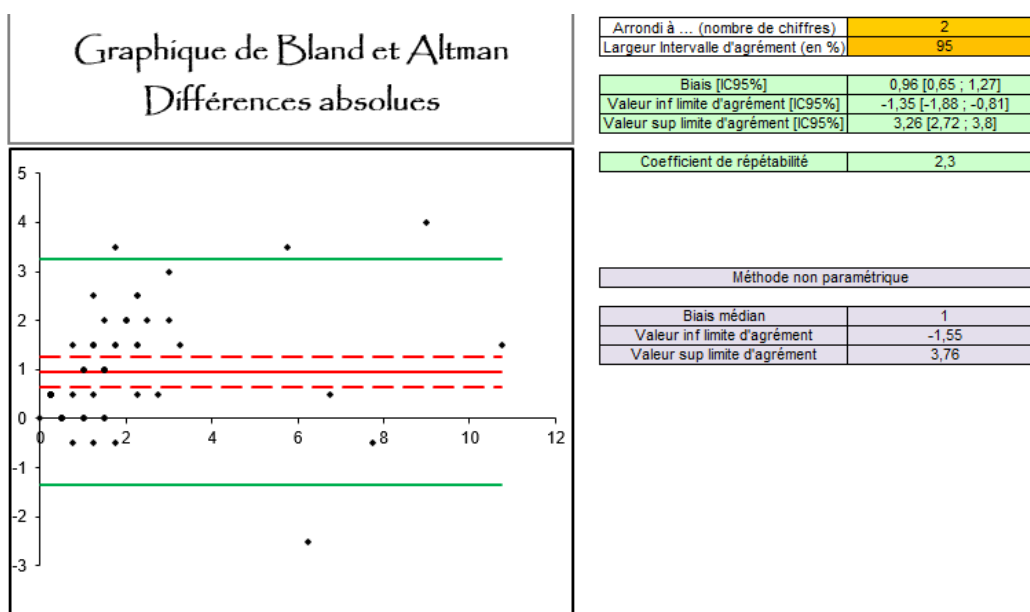 Graphique de Bland et Altman
Différences absolues
Arrondi à ... (nombre de chiffres) 2
Largeur Intervalle d'agrément (en %) 95
Biais [IC95%] 0,96 [0,65 ; 1,27]
Valeur inf limite d'agrément [IC95%] -1,35 [-1,88 ; -0,81]
Valeur sup limite d'agrément [IC95%] 3,26 [2,72 ; 3,8]
Coefficient de répétabilité 2,3
Méthode non paramétrique
Biais médian 1
Valeur inf limite d'agrément -1,55
Valeur sup limite d'agrément 3,76
5
4
3
2
1
0
-1
-2
-3
0 2 4 6 8 10 12